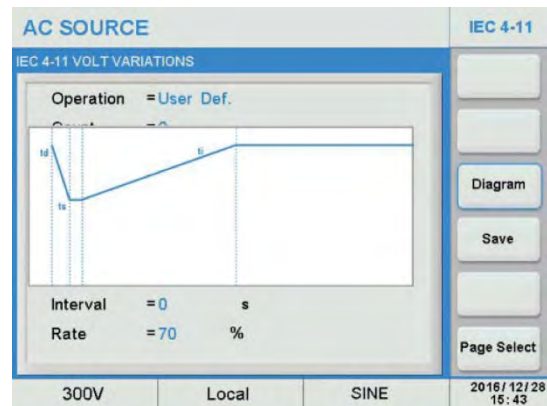 AC SOURCE
IEC 4-11
IEC 4-11 VOLT VARIATIONS
Operation =User Def.
td
ti
ts
Diagram
Save
Interval =0 s
Rate =70 %
Page Select
300V
Local
SINE
2016/12/28
15:43